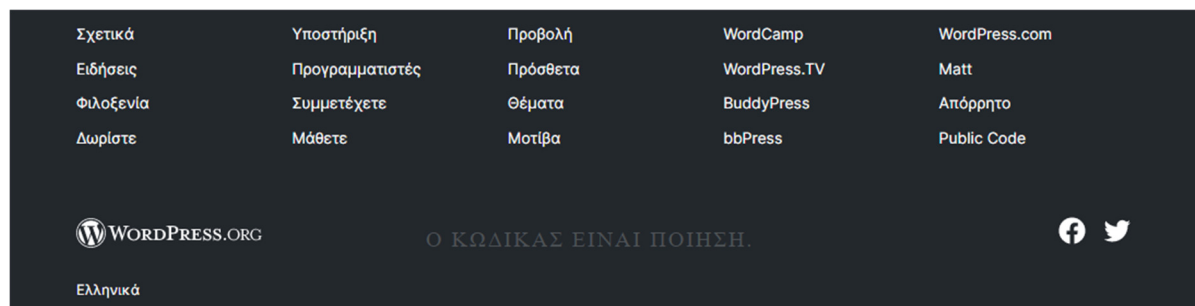 Σχετικά Υποστήριξη Προβολή WordCamp WordPress.com
Ειδήσεις Προγραμματιστές Πρόσθετα WordPress.TV Matt
Φιλοξενία Συμμετέχετε Θέματα BuddyPress Απόρρητο
Δωρίστε Μάθετε Μοτίβα bbPress Public Code
WORDPRESS.ORG Ο ΚΩΔΙΚΑΣ ΕΙΝΑΙ ΠΟΙΗΣΗ.
Ελληνικά